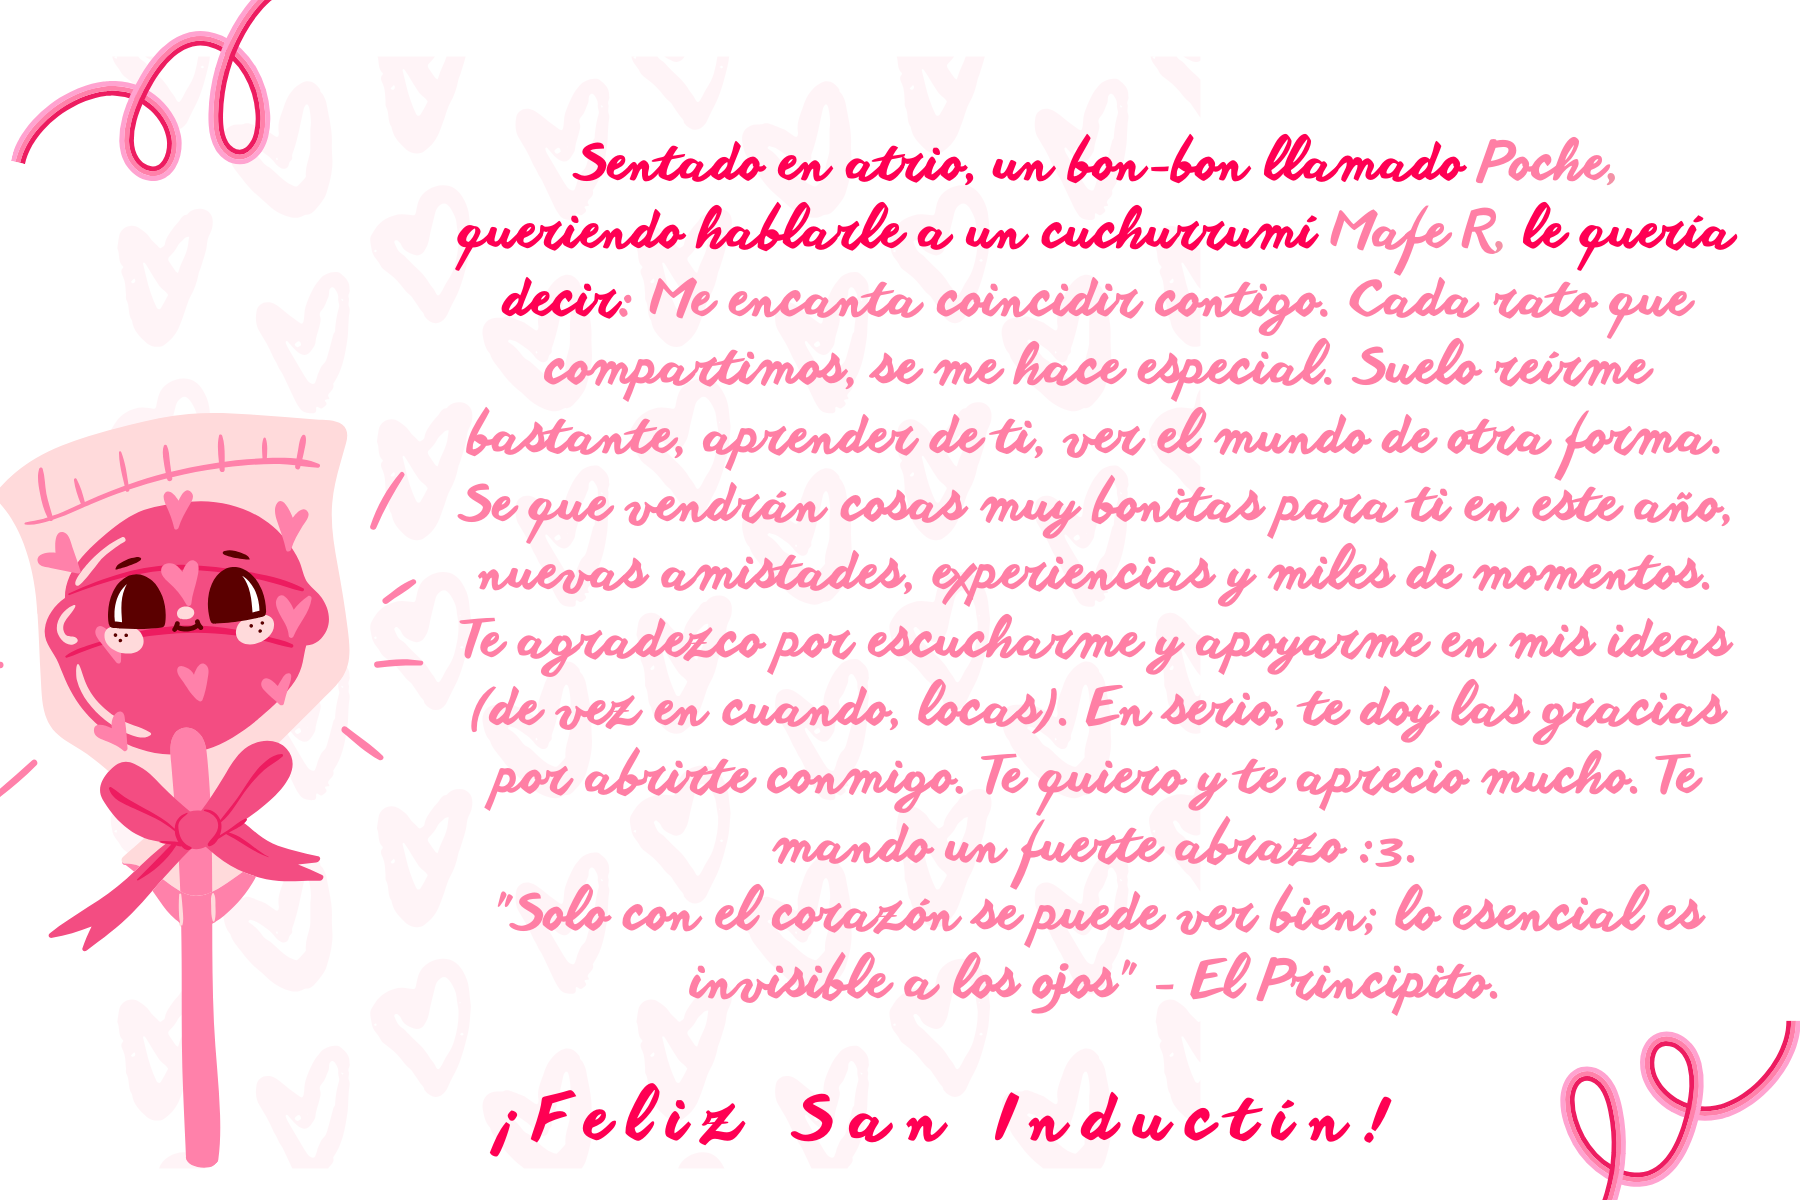 Sentado en atrio, un bon-bon llamado Poche,
queriendo hablarle a un cuchurrumí Mafe R, le quería
decir: Me encanta coincidir contigo. Cada rato que
compartimos, se me hace especial. Suelo reírme
bastante, aprender de ti, ver el mundo de otra forma.
Se que vendrán cosas muy bonitas para ti en este año,
nuevas amistades, experiencias y miles de momentos.
Te agradezco por escucharme y apoyarme en mis ideas
(de vez en cuando, locas). En serio, te doy las gracias
por abrirte conmigo. Te quiero y te aprecio mucho. Te
mando un fuerte abrazo :3.
"Solo con el corazón se puede ver bien; lo esencial es
invisible a los ojos" - El Principito.
¡Feliz San Inductín!